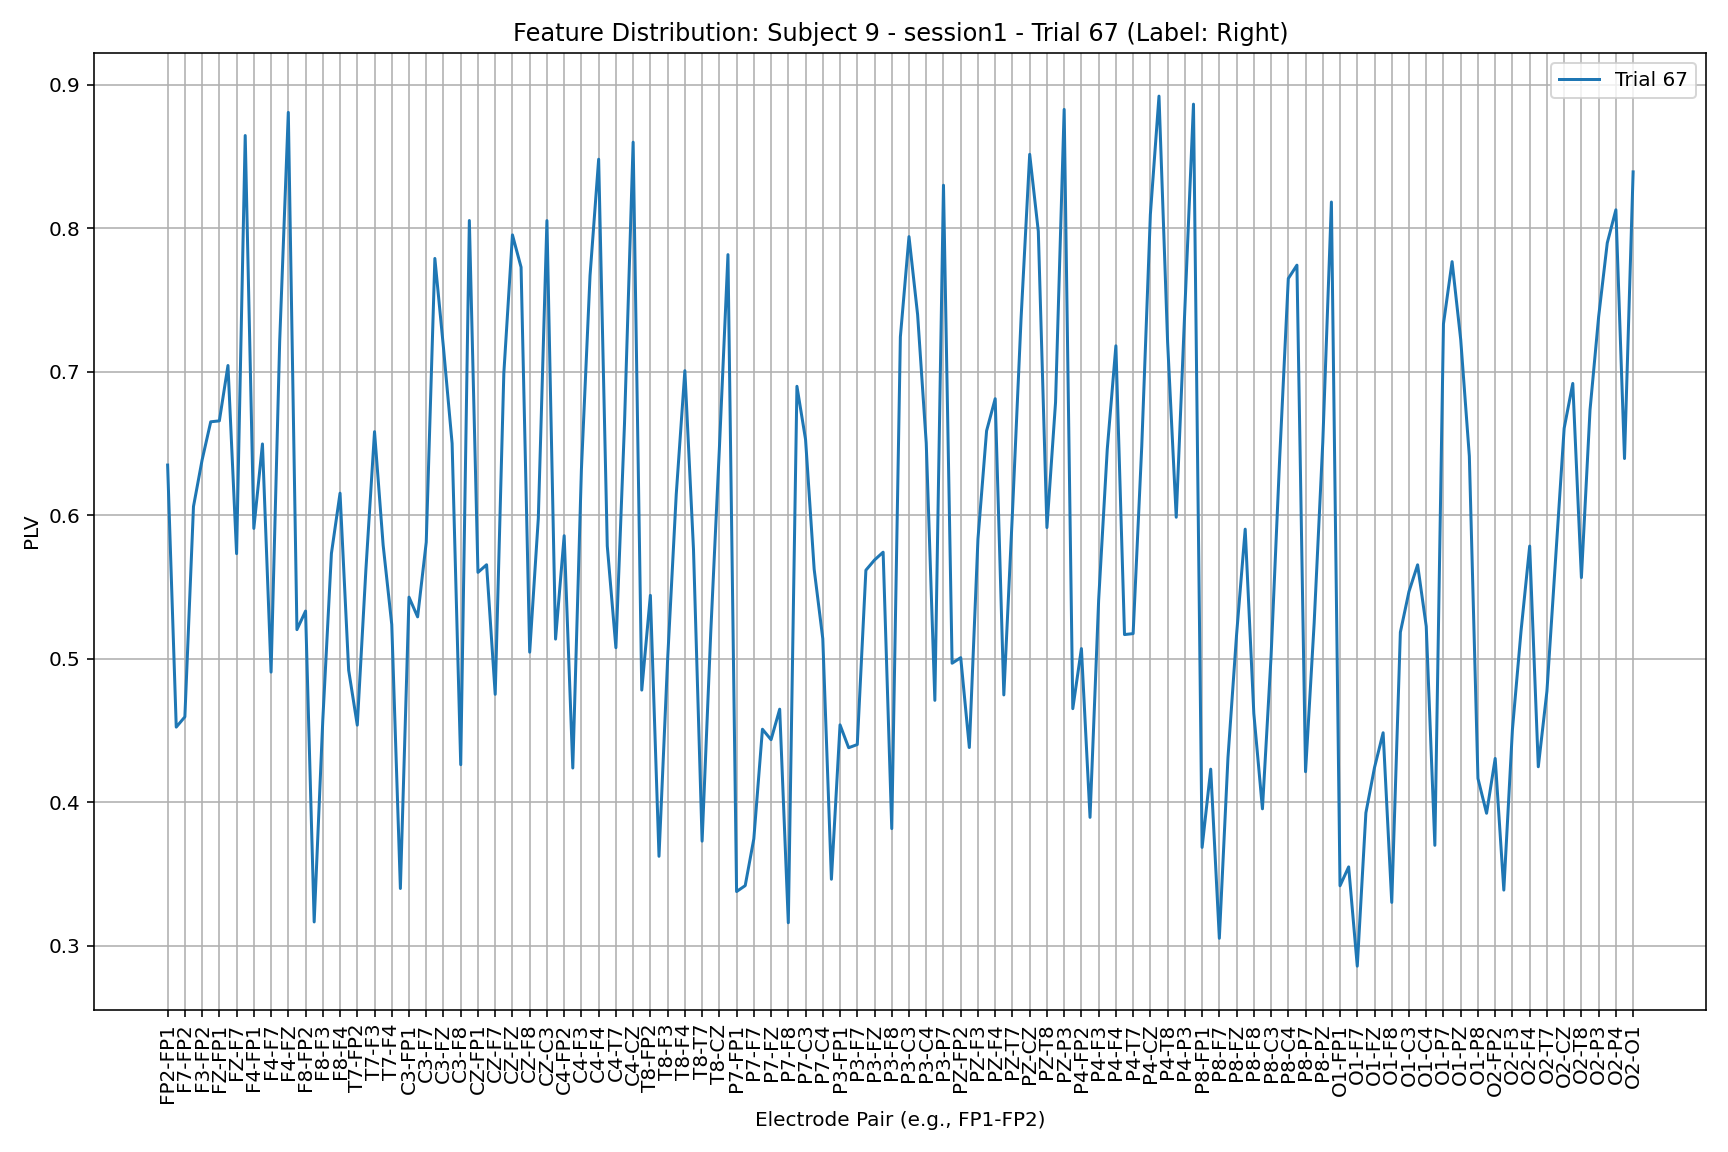 Feature Distribution: Subject 9 - session1 - Trial 67 (Label: Right)
Trial 67
0.9
0.8
0.7
0.6
0.5
0.4
0.3
PLV
FP2-FP1
F7-FP2
F3-FP2
FZ-FP1
FZ-F7
F4-FP1
F4-F7
F4-FZ
F8-FP2
F8-F3
F8-F4
T7-FP2
T7-F3
T7-F4
C3-FP1
C3-F7
C3-FZ
C3-F8
CZ-FP1
CZ-F7
CZ-FZ
CZ-F8
CZ-C3
C4-FP2
C4-F3
C4-F4
C4-T7
C4-CZ
T8-FP2
T8-F3
T8-F4
T8-T7
T8-CZ
P7-FP1
P7-F7
P7-FZ
P7-F8
P7-C3
P7-C4
P3-FP1
P3-F7
P3-FZ
P3-F8
P3-C3
P3-C4
P3-P7
PZ-FP2
PZ-F3
PZ-F4
PZ-T7
PZ-CZ
PZ-T8
PZ-P3
P4-FP2
P4-F3
P4-F4
P4-T7
P4-CZ
P4-T8
P4-P3
P8-FP1
P8-F7
P8-FZ
P8-F8
P8-C3
P8-C4
P8-P7
P8-PZ
O1-FP1
O1-F7
O1-FZ
O1-F8
O1-C3
O1-C4
O1-P7
O1-PZ
O1-P8
O2-FP2
O2-F3
O2-F4
O2-T7
O2-CZ
O2-T8
O2-P3
O2-P4
O2-O1
Electrode Pair (e.g., FP1-FP2)